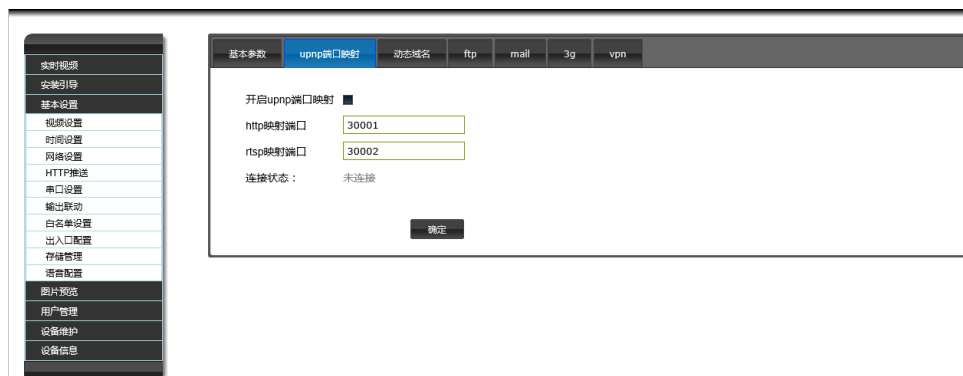 实时视频
安装引导
基本设置
视频设置
时间设置
网络设置
HTTP推送
串口设置
输出联动
白名单设置
出入口配置
存储管理
语音配置
图片预览
用户管理
设备维护
设备信息
基本参数 upnp端口映射 动态域名 ftp mail 3g vpn
开启upnp端口映射
http映射端口 30001
rtsp映射端口 30002
连接状态： 未连接
确定